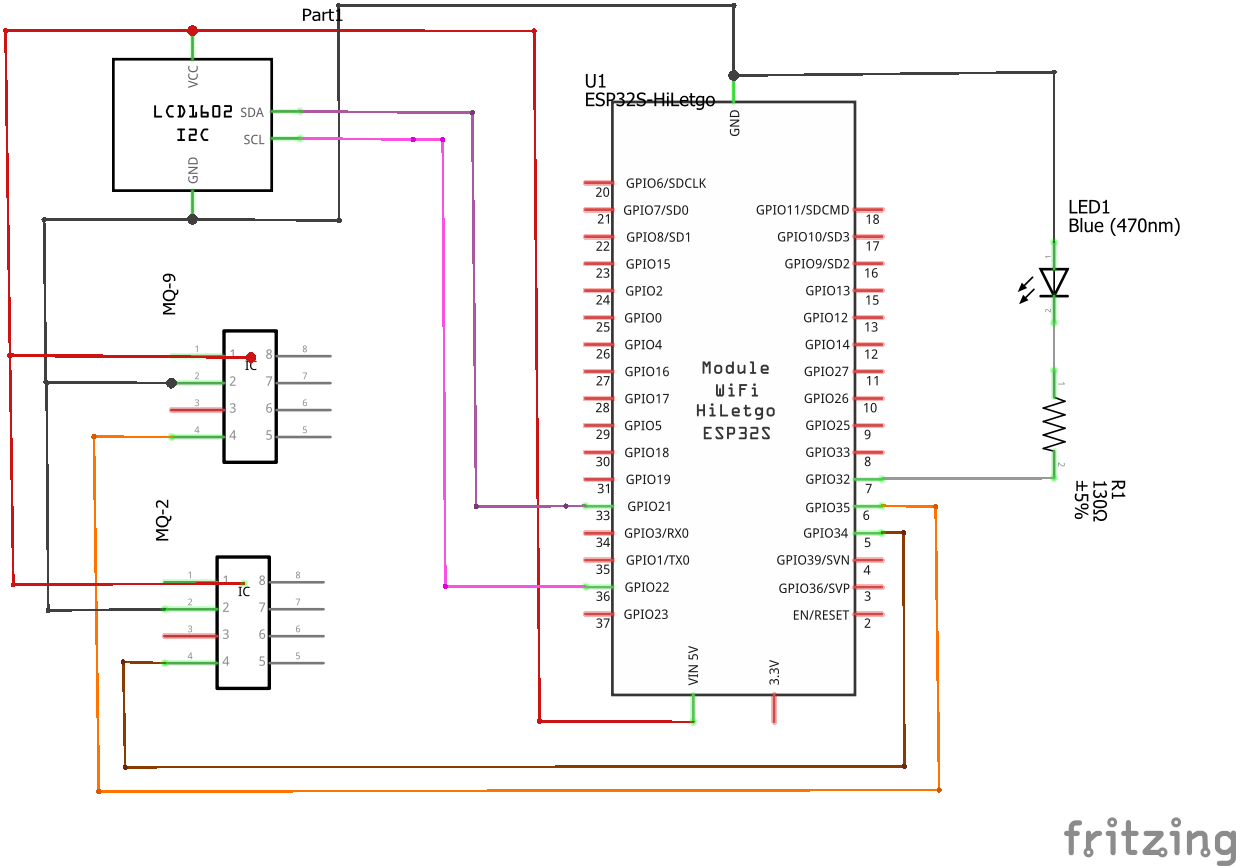 Part1
VCC
LCD1602
I2C
SDA
SCL
GND
MQ-9
1
2
3
4
1
2
3
4
8
7
6
5
8
7
6
5
IC
MQ-2
1
2
3
4
1
2
3
4
8
7
6
5
8
7
6
5
IC
U1
ESP32S-HiLetgo
GND
GPIO6/SDCLK
20
GPIO7/SD0
21
GPIO8/SD1
22
GPIO15
23
GPIO2
24
GPIO0
25
GPIO4
26
GPIO16
27
GPIO17
28
GPIO5
29
GPIO18
30
GPIO19
31
GPIO21
33
GPIO3/RX0
34
GPIO1/TX0
35
GPIO22
36
GPIO23
37
Module
WiFi
HiLetgo
ESP32S
GPIO11/SDCMD
18
GPIO10/SD3
17
GPIO9/SD2
16
GPIO13
15
GPIO12
13
GPIO14
12
GPIO27
11
GPIO26
10
GPIO25
9
GPIO33
8
GPIO32
7
GPIO35
6
GPIO34
5
GPIO39/SVN
4
GPIO36/SVP
3
EN/RESET
2
VIN 5V
3.3V
LED1
Blue (470nm)
1
2
1
2
R1
130Ω
±5%
fritzing